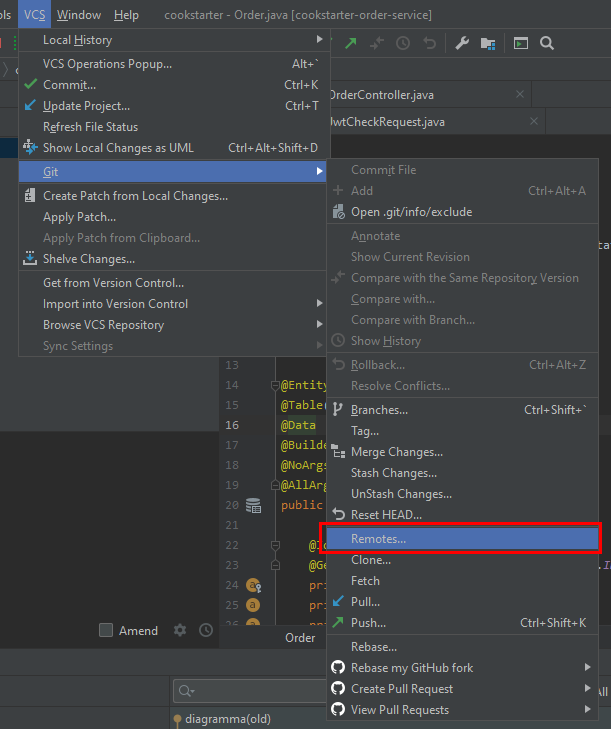 ols VCS Window Help cookstarter - Order.java [cookstarter-order-service]
Local History
VCS Operations Popup... Alt+`
Commit... Ctrl+K
Update Project... Ctrl+T
Refresh File Status
Show Local Changes as UML Ctrl+Alt+Shift+D
Git
Create Patch from Local Changes...
Apply Patch...
Apply Patch from Clipboard...
Shelve Changes...
Get from Version Control...
Import into Version Control
Browse VCS Repository
Sync Settings
OrderController.java
JwtCheckRequest.java
Commit File
Add Ctrl+Alt+A
Open .git/info/exclude
Annotate
Show Current Revision
Compare with the Same Repository Version
Compare with...
Compare with Branch...
Show History
Rollback... Ctrl+Alt+Z
Resolve Conflicts...
Branches... Ctrl+Shift+`
Tag...
Merge Changes...
Stash Changes...
UnStash Changes...
Reset HEAD...
Remotes...
Clone...
Fetch
Pull...
Push... Ctrl+Shift+K
Rebase...
Rebase my GitHub fork
Create Pull Request
View Pull Requests
13
14 @Entity
15 @Table(
16 @Data
17 @Builde
18 @NoArgs
19 @AllArg
20 public
21
22 @I
23 @Ge
24 pri
25 pri
26 pri
Amend
Order
All
diagramma(old)